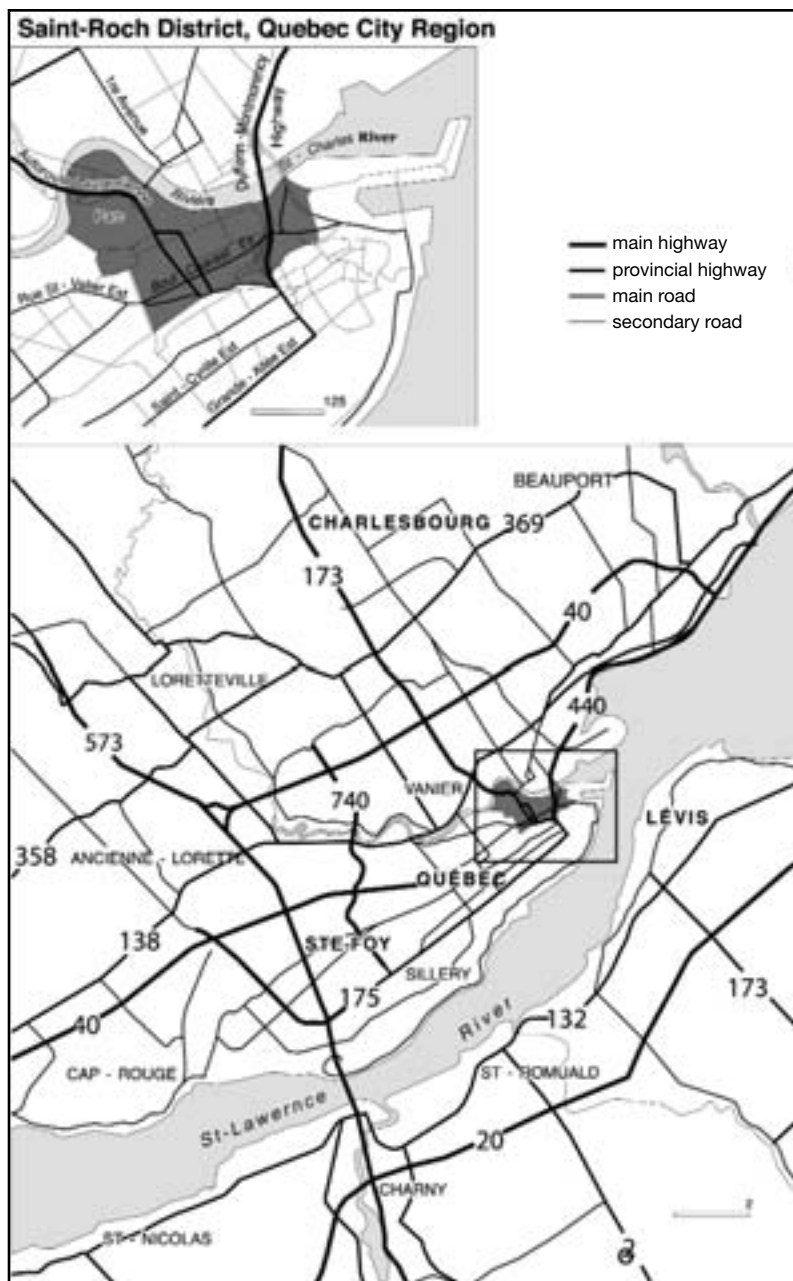 Saint-Roch District, Quebec City Region
1re Avenue
Dufferin-Montmorency
Highway
St - Charles River
Rivière
Rue St - Valier Est
Saint - Cyrille Est
Grande - Allée Est
125
main highway
provincial highway
main road
secondary road
BEAUPORT
CHARLESBOURG
369
173
40
LORETTEVILLE
440
573
VANIER
740
LÉVIS
358
ANCIENNE - LORETTE
QUÉBEC
138
STE-FOY
SILLERY
175
173
40
River
132
CAP - ROUGE
ST - ROMUALD
St-Lawernce
20
CHARNY
2
ST - NICOLAS